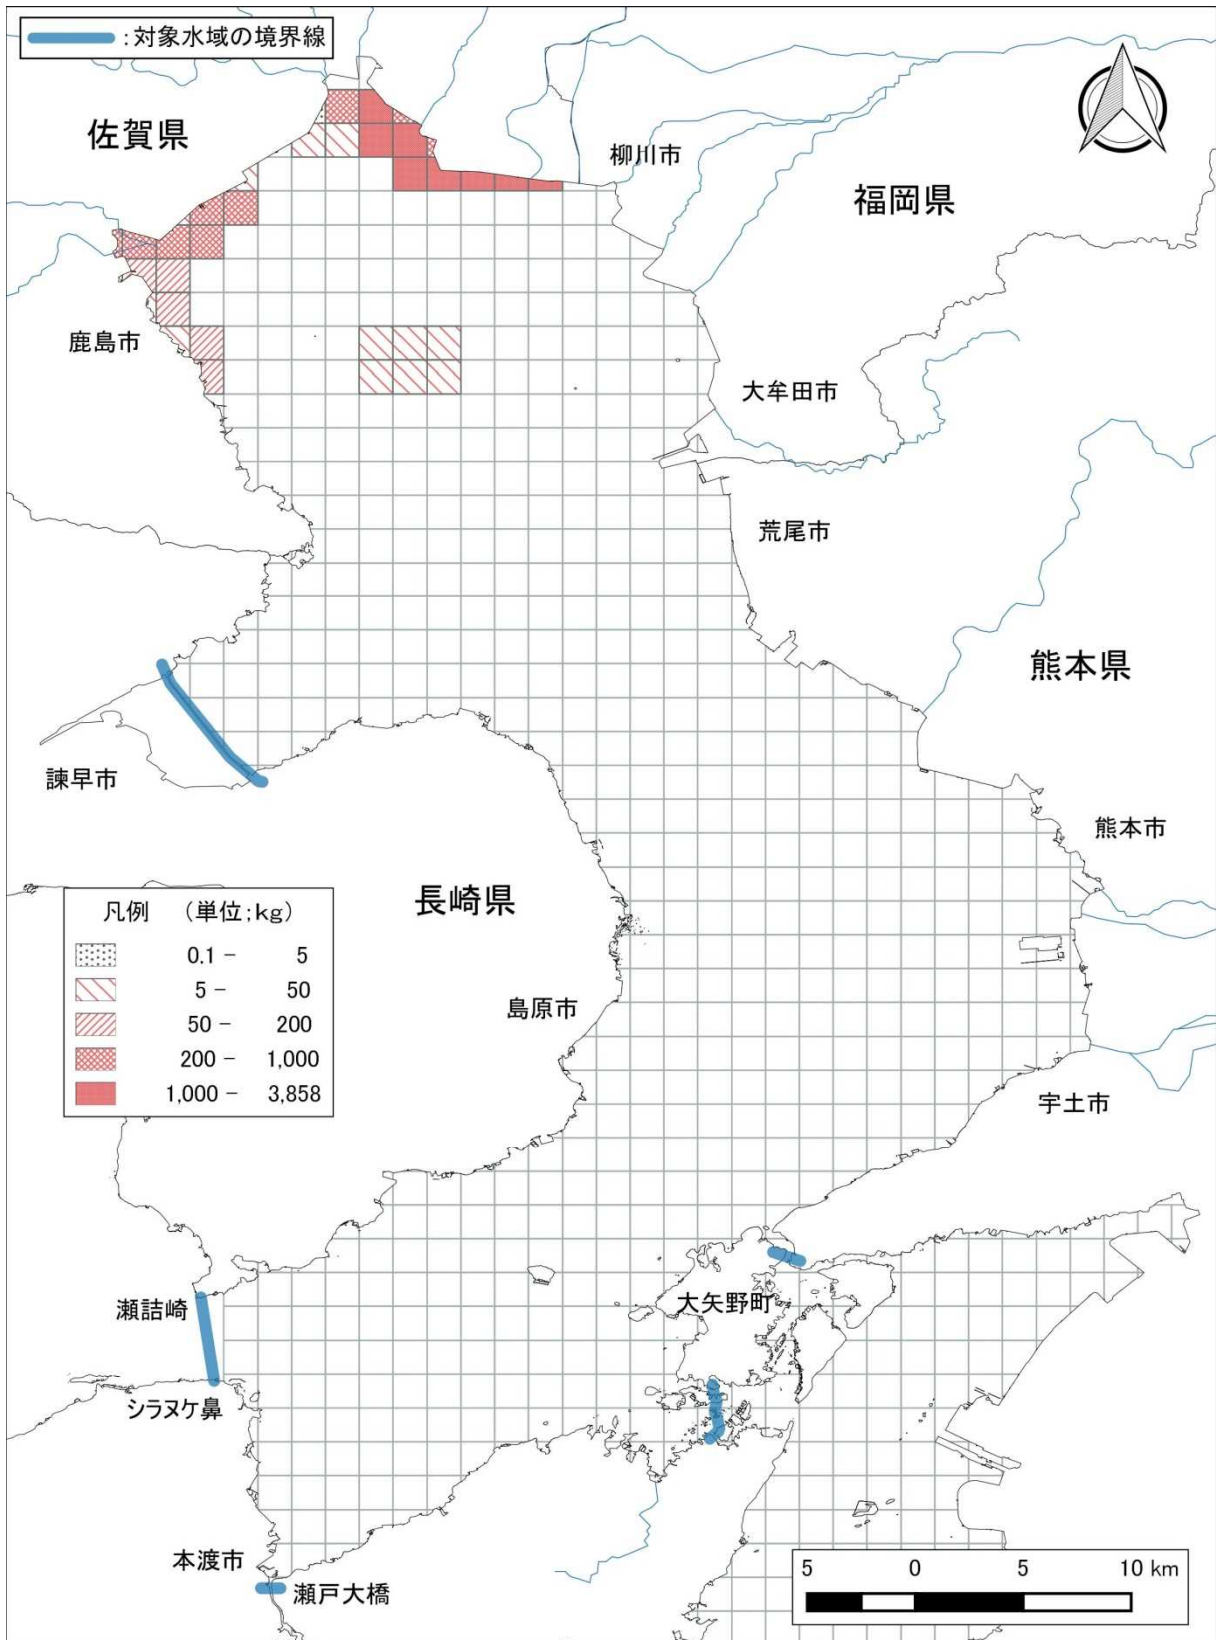 :対象水域の境界線
佐賀県
柳川市
福岡県
鹿島市
大牟田市
荒尾市
熊本県
諫早市
熊本市
長崎県
凡例 (単位;kg)
0.1 - 5
5 - 50
50 - 200
200 - 1,000
1,000 - 3,858
島原市
宇土市
大矢野町
瀬詰崎
シラヌケ鼻
本渡市
瀬戸大橋
5 0 5 10 km